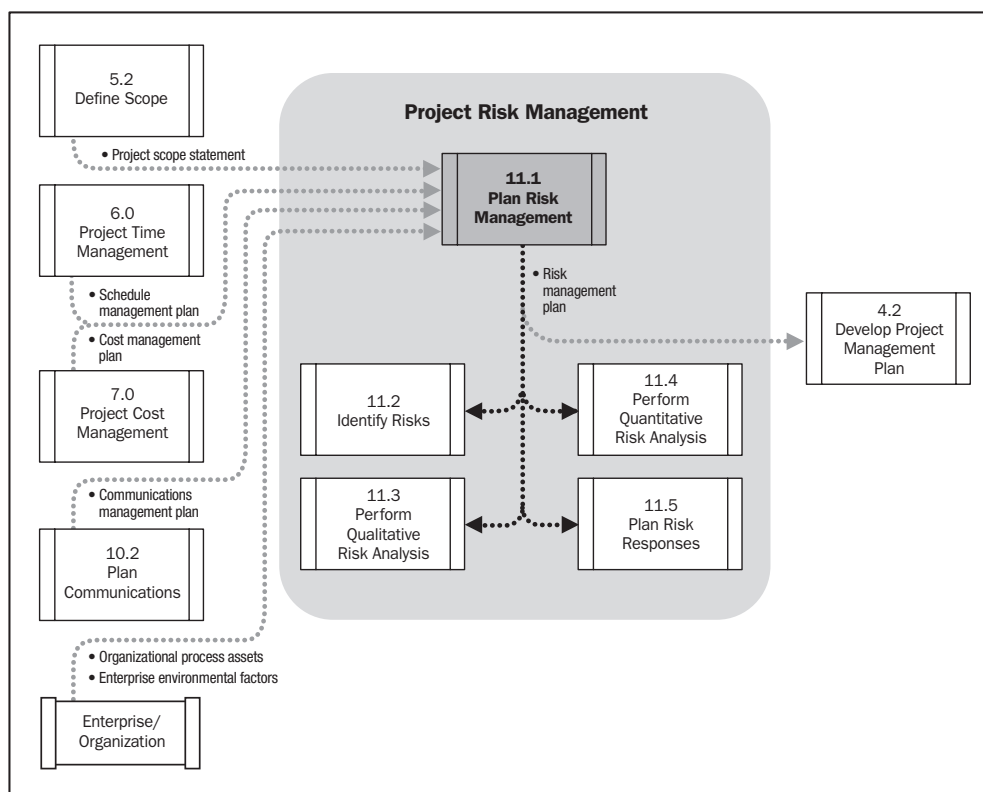 5.2
Define Scope
• Project scope statement
6.0
Project Time
Management
• Schedule
management plan
• Cost management
plan
7.0
Project Cost
Management
• Communications
management plan
10.2
Plan
Communications
• Organizational process assets
• Enterprise environmental factors
Enterprise/
Organization
Project Risk Management
11.1
Plan Risk
Management
• Risk
management
plan
11.2
Identify Risks
11.4
Perform
Quantitative
Risk Analysis
11.3
Perform
Qualitative
Risk Analysis
11.5
Plan Risk
Responses
4.2
Develop Project
Management
Plan